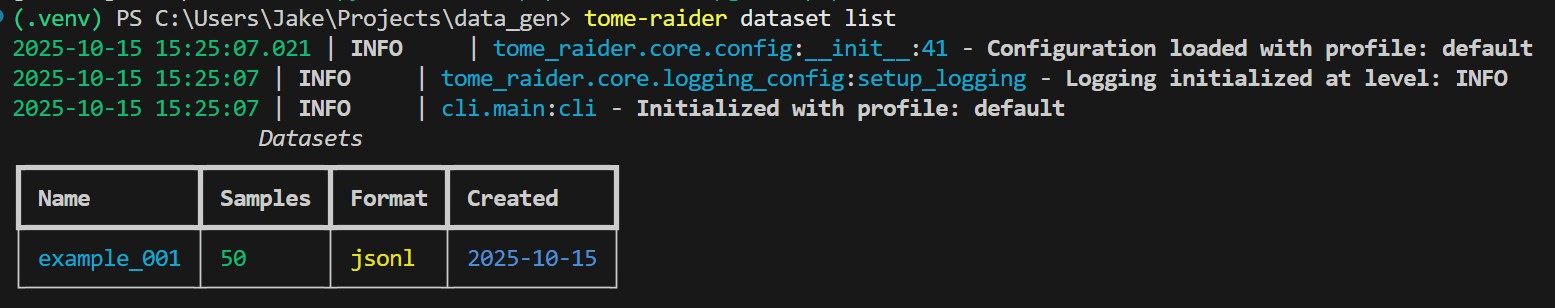 (.venv) PS C:\Users\Jake\Projects\data_gen> tome-raider dataset list
2025-10-15 15:25:07.021 | INFO     | tome_raider.core.config:__init__:41 - Configuration loaded with profile: default
2025-10-15 15:25:07 | INFO     | tome_raider.core.logging_config:setup_logging - Logging initialized at level: INFO
2025-10-15 15:25:07 | INFO     | cli.main:cli - Initialized with profile: default
Datasets
Name Samples Format Created
example_001 50 jsonl 2025-10-15